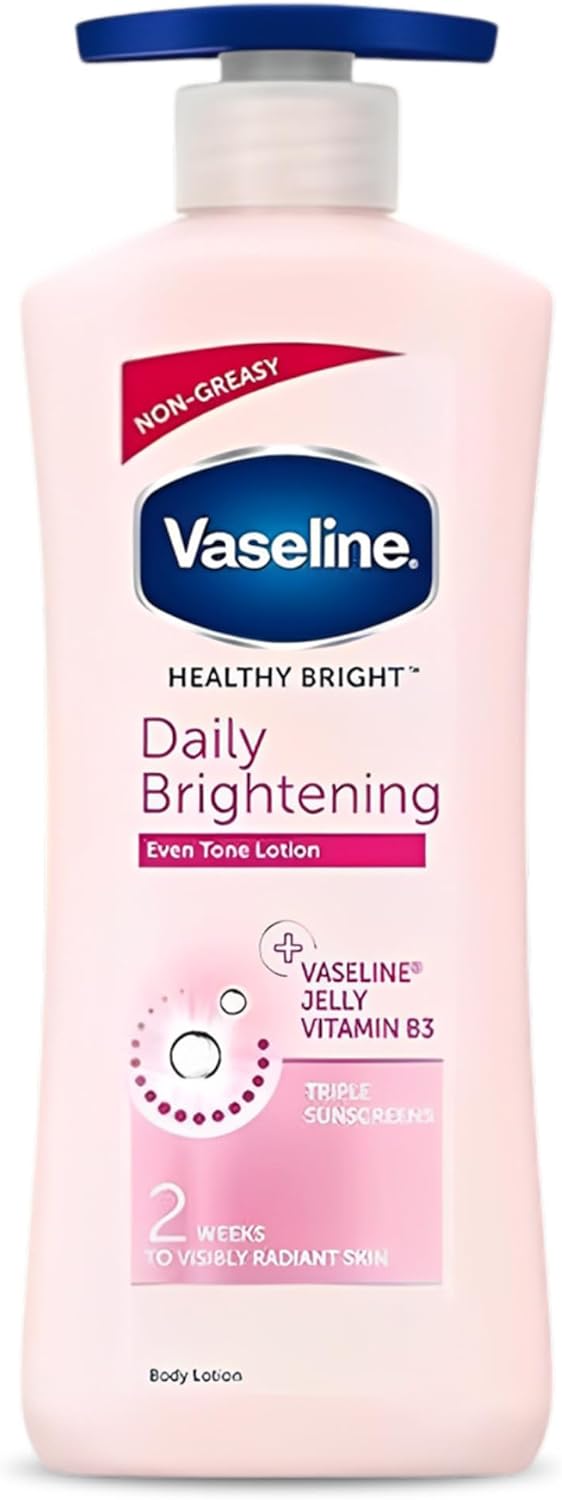 NON-GREASY
Vaseline®
HEALTHY BRIGHT™
Daily
Brightening
Even Tone Lotion
VASELINE®
JELLY
VITAMIN B3
TRIPLE
SUNSCREENS
2 WEEKS
TO VISIBLY RADIANT SKIN
Body Lotion